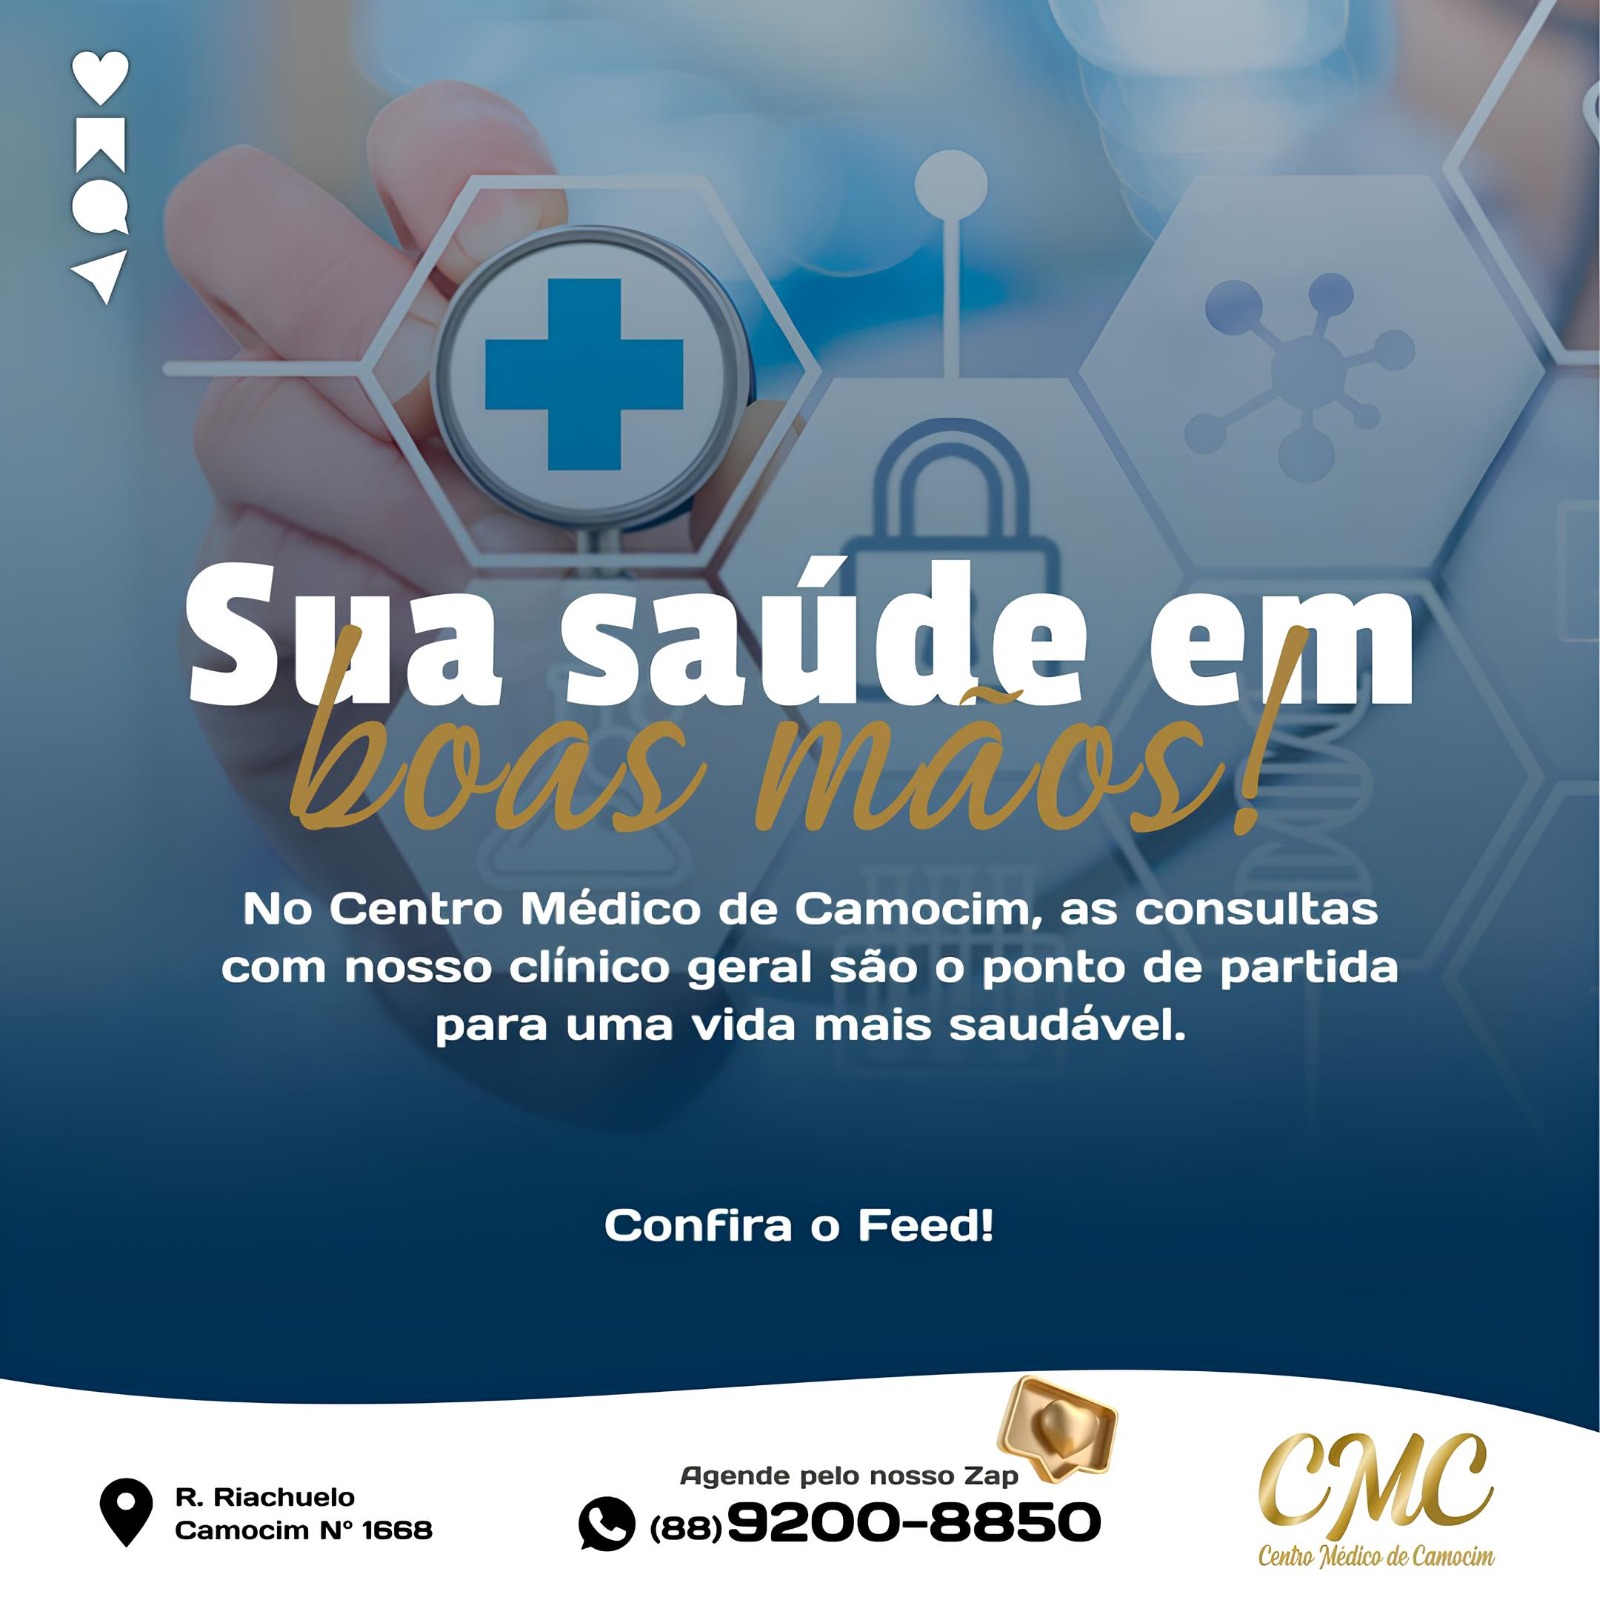 Sua saúde em
boas mãos!
No Centro Médico de Camocim, as consultas
com nosso clínico geral são o ponto de partida
para uma vida mais saudável.
Confira o Feed!
R. Riachuelo
Camocim Nº 1668
Agende pelo nosso Zap
(88) 9200-8850
CMC
Centro Médico de Camocim